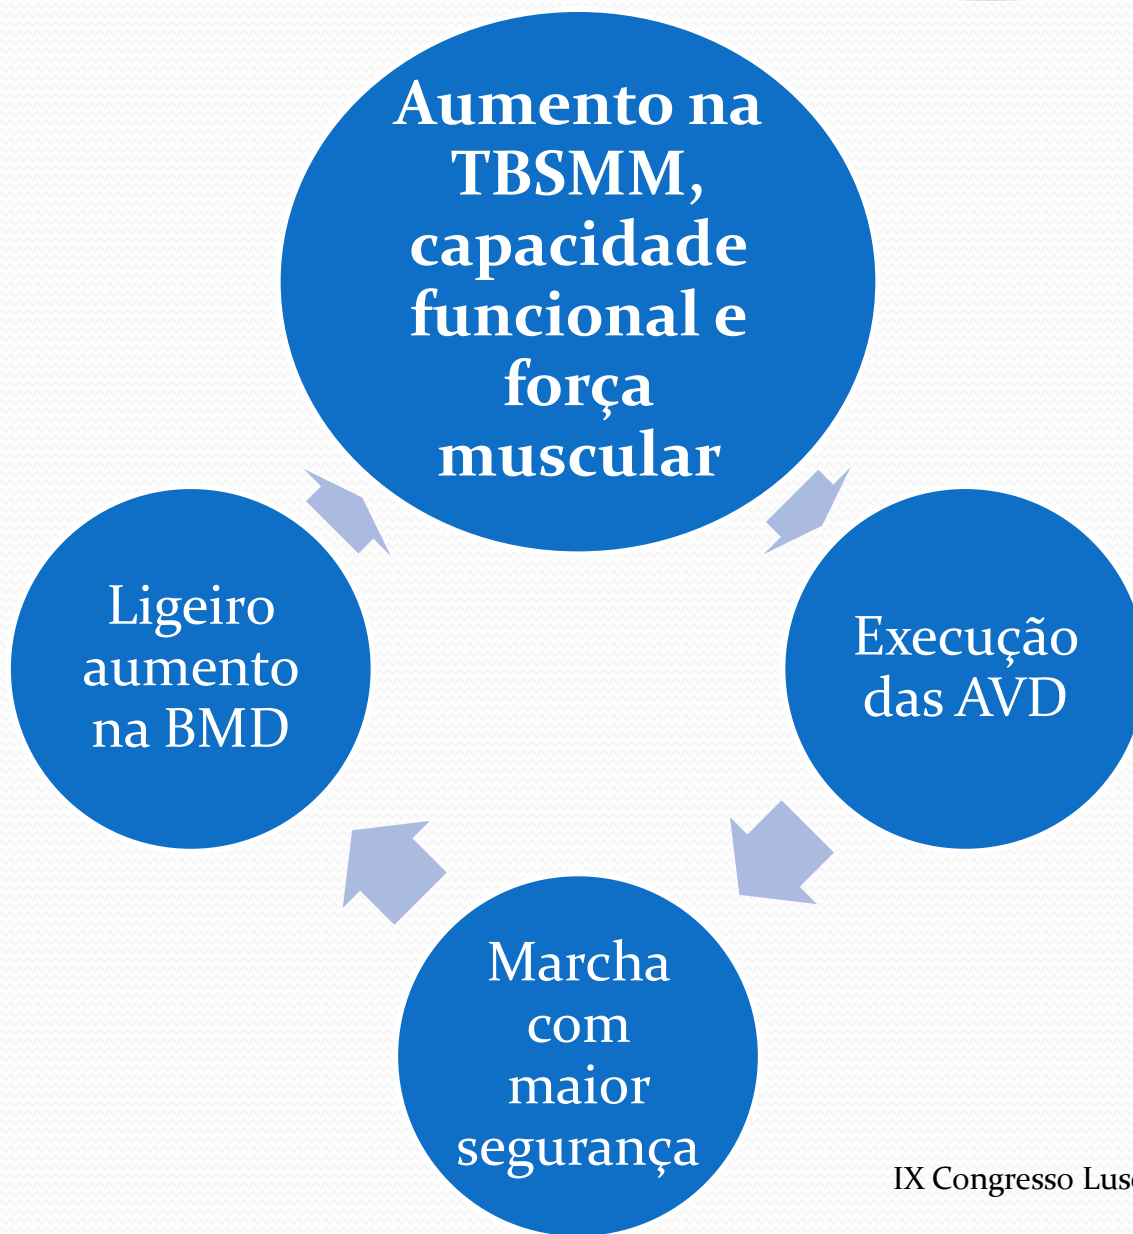 Aumento na
TBSMM,
capacidade
funcional e
força
muscular
Execução
das AVD
Marcha
com
maior
segurança
Ligeiro
aumento
na BMD
IX Congresso